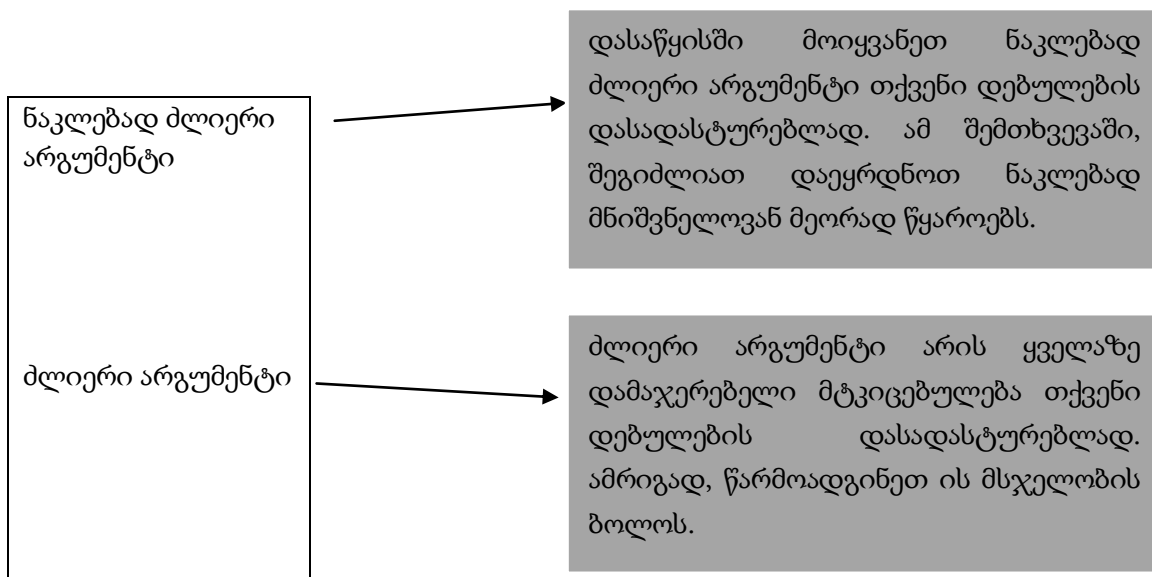 ნაკლებად ძლიერი
არგუმენტი
დასაწყისში მოიყვანეთ ნაკლებად
ძლიერი არგუმენტი თქვენი დებულების
დასადასტურებლად. ამ შემთხვევაში,
შეგიძლიათ დაეყრდნოთ ნაკლებად
მნიშვნელოვან მეორად წყაროებს.
ძლიერი არგუმენტი
ძლიერი არგუმენტი არის ყველაზე
დამაჯერებელი მტკიცებულება თქვენი
დებულების დასადასტურებლად.
ამრიგად, წარმოადგინეთ ის მსჯელობის
ბოლოს.